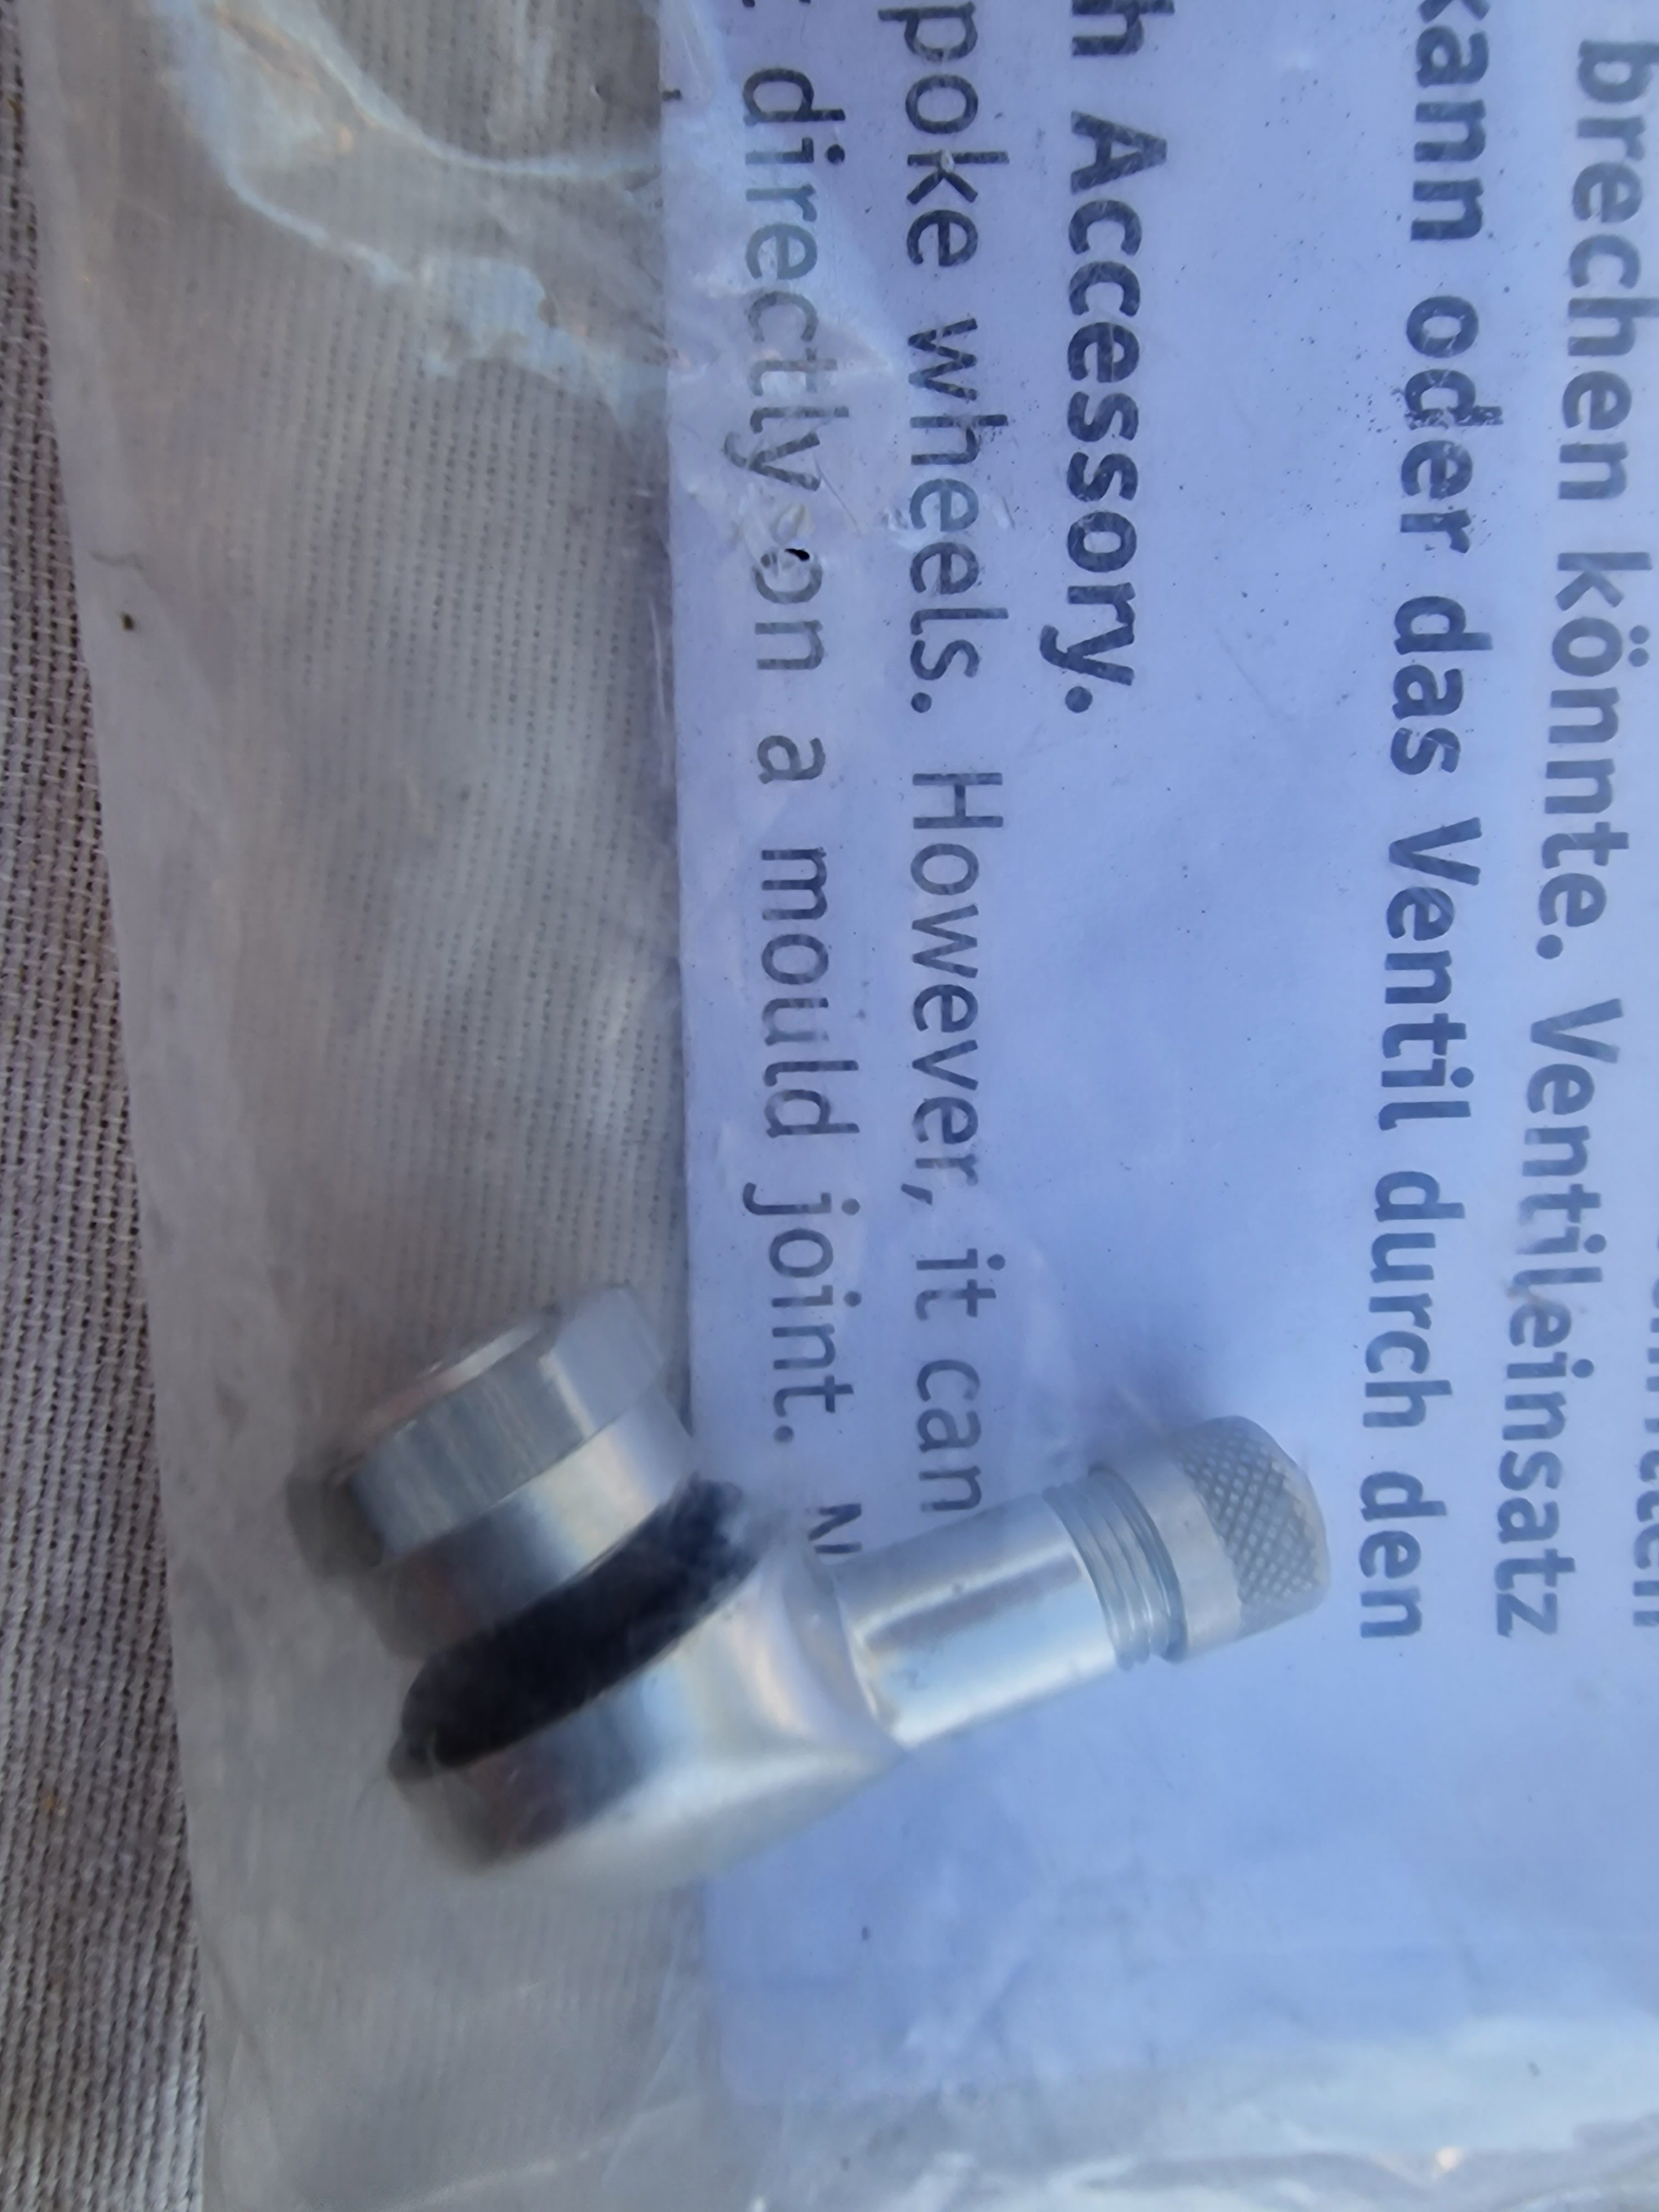 brechen könnte. Ventileinsatz
kann oder das Ventil durch den
h Accessory.
poke wheels. However, it can
directly on a mould joint. N